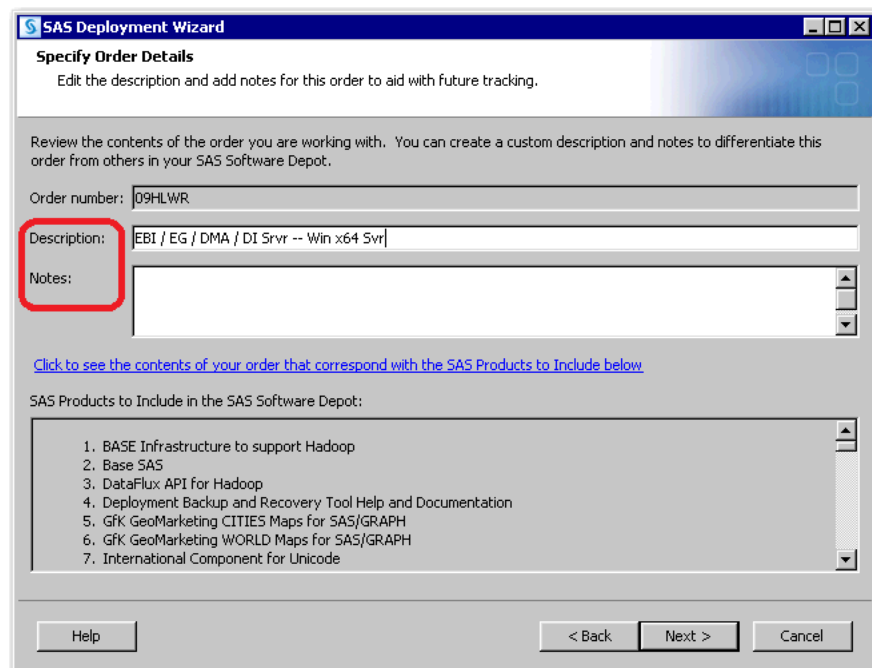 SAS Deployment Wizard
Specify Order Details
Edit the description and add notes for this order to aid with future tracking.
Review the contents of the order you are working with. You can create a custom description and notes to differentiate this
order from others in your SAS Software Depot.
Order number: 09HLWR
Description: EBI / EG / DMA / DI Srvr -- Win x64 Svr
Notes:
Click to see the contents of your order that correspond with the SAS Products to Include below
SAS Products to Include in the SAS Software Depot:
1. BASE Infrastructure to support Hadoop
2. Base SAS
3. DataFlux API for Hadoop
4. Deployment Backup and Recovery Tool Help and Documentation
5. GfK GeoMarketing CITIES Maps for SAS/GRAPH
6. GfK GeoMarketing WORLD Maps for SAS/GRAPH
7. International Component for Unicode
Help < Back Next > Cancel